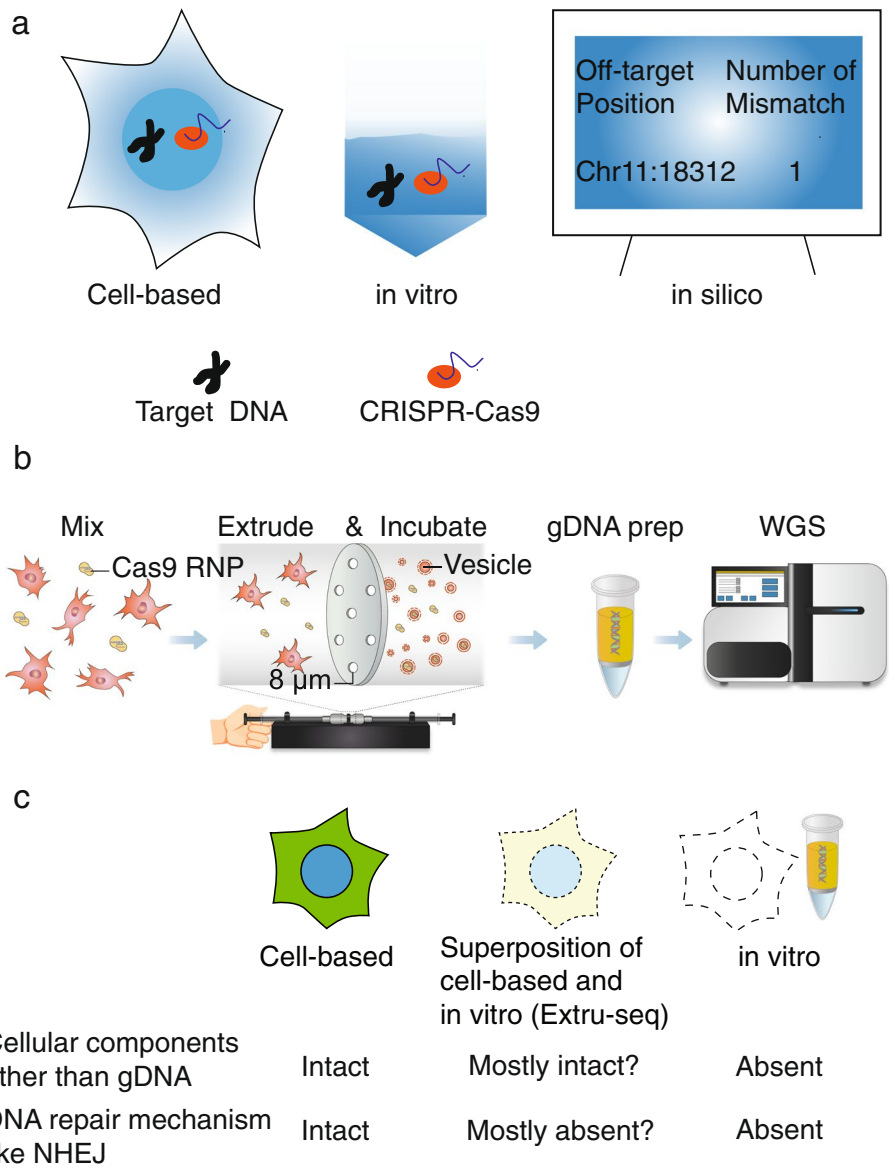 a
Off-target Number of
Position Mismatch
Chr11:18312 1
Cell-based in vitro in silico
Target DNA CRISPR-Cas9
b
Mix Extrude & Incubate gDNA prep WGS
Cas9 RNP Vesicle
8 μm
c
Cell-based Superposition of in vitro
cell-based and
in vitro (Extru-seq)
Cellular components
ther than gDNA Intact Mostly intact? Absent
DNA repair mechanism
ke NHEJ Intact Mostly absent? Absent